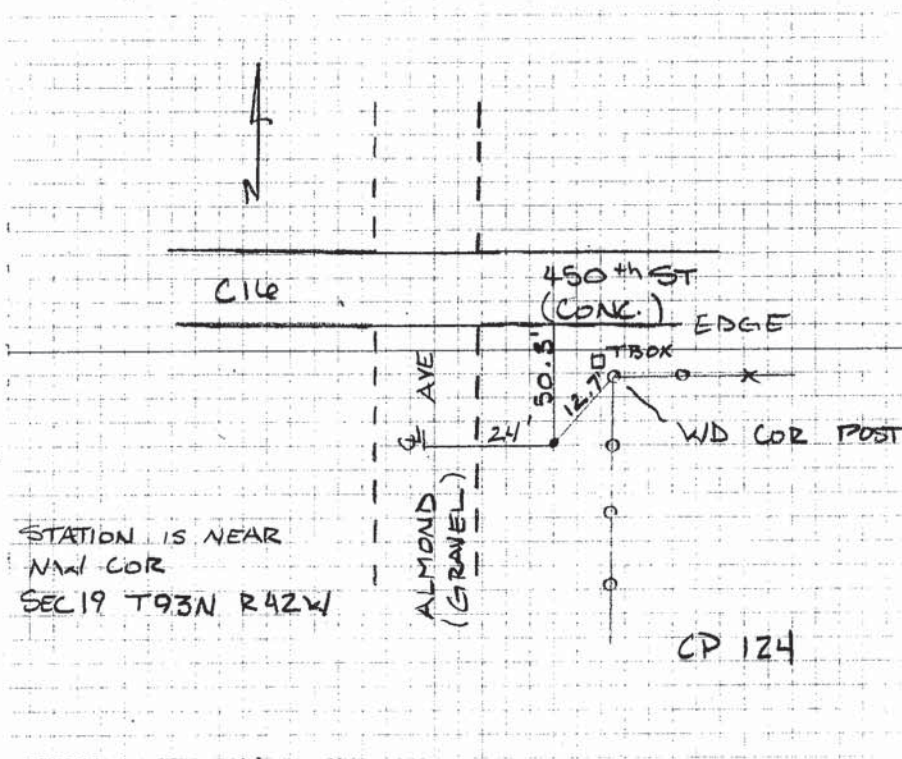 N
C16
450th ST
(CONC.)
EDGE
TBOX
50.5'
12.7'
WD COR POST
℄
24'
ALMOND AVE
(GRAVEL)
STATION IS NEAR
NW COR
SEC 19 T93N R42W
CP 124